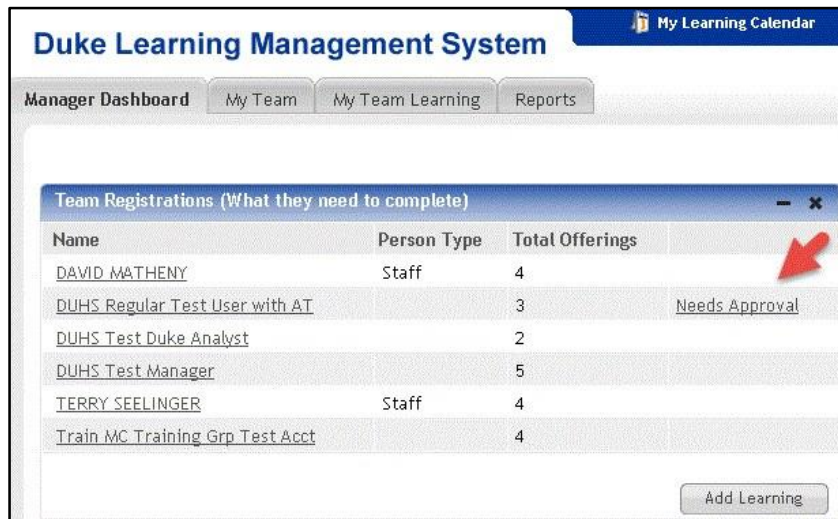 My Learning Calendar
Duke Learning Management System
Manager Dashboard My Team My Team Learning Reports
Team Registrations (What they need to complete)
Name Person Type Total Offerings
DAVID MATHENY Staff 4
DUHS Regular Test User with AT 3 Needs Approval
DUHS Test Duke Analyst 2
DUHS Test Manager 5
TERRY SEELINGER Staff 4
Train MC Training Grp Test Acct 4
Add Learning